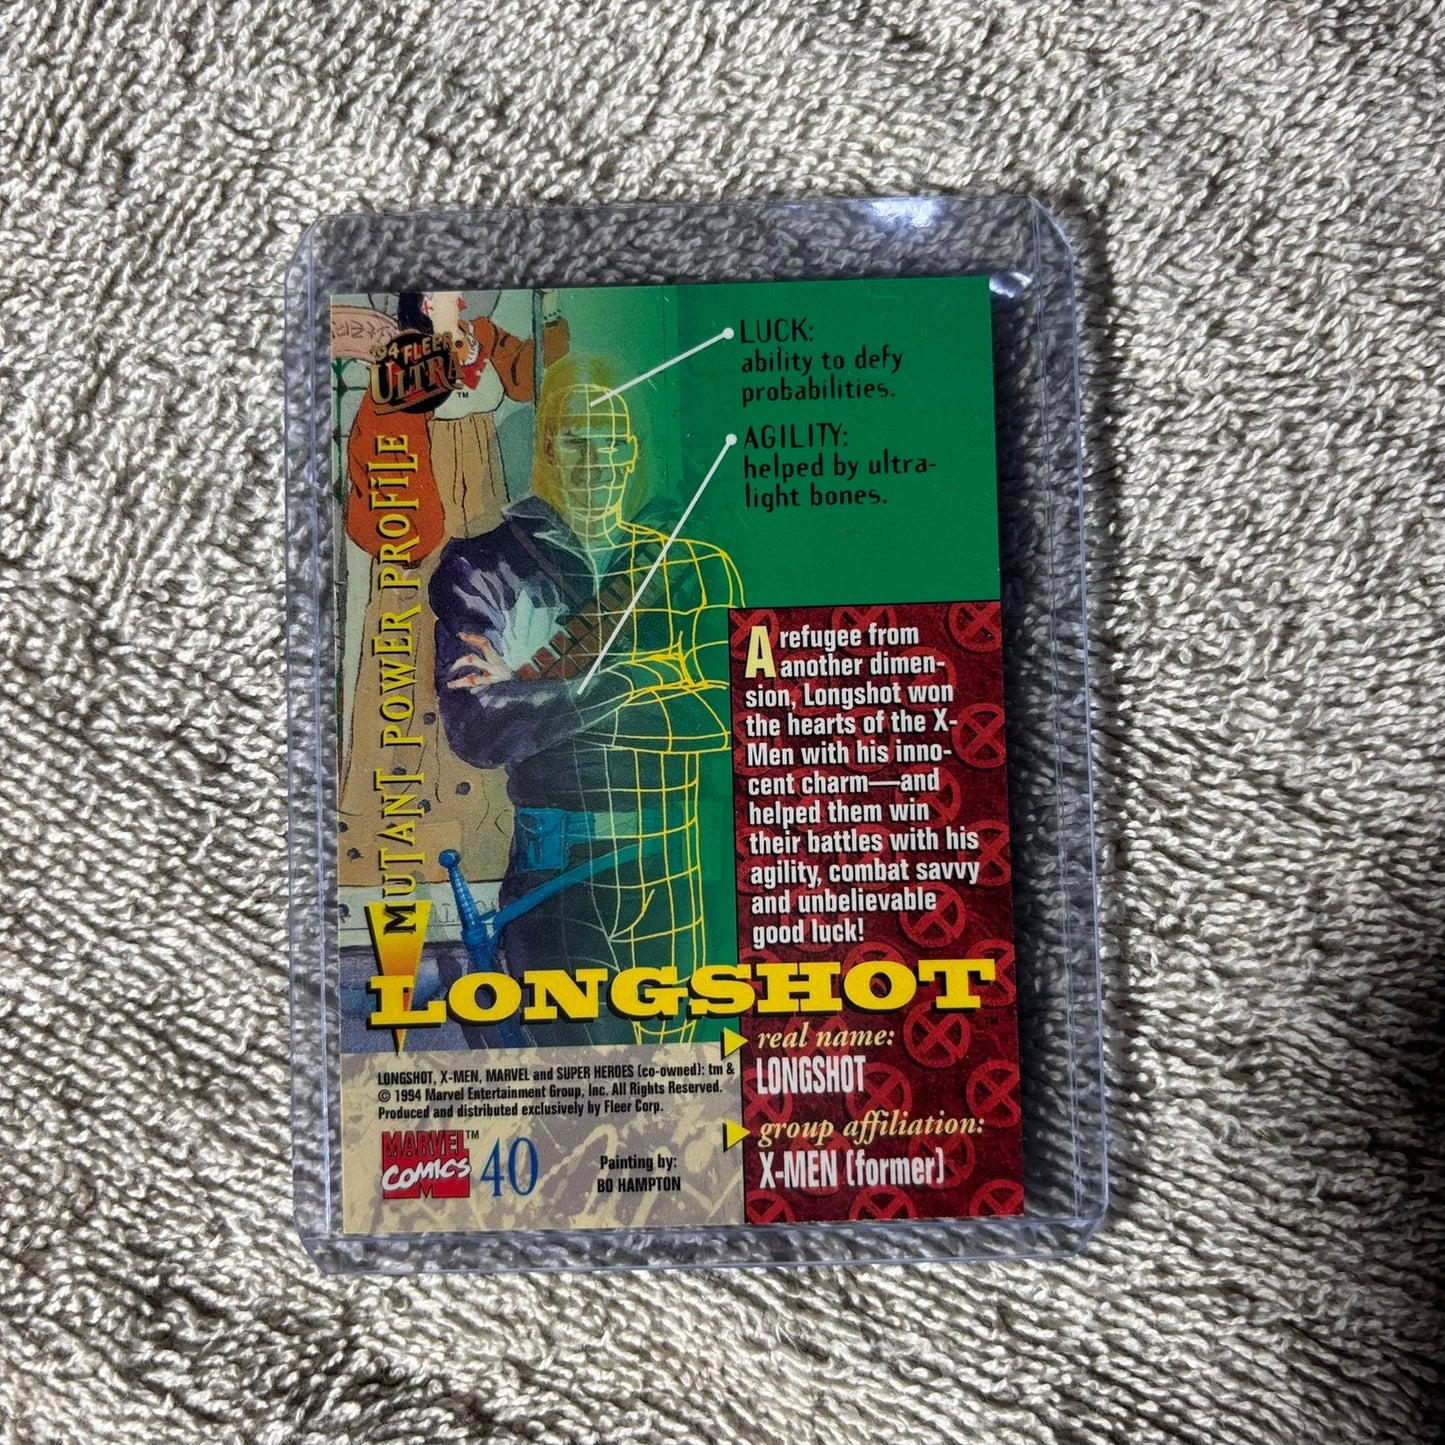 '94 FLEER
ULTRA™
MUTANT POWER PROFILE
LUCK:
ability to defy
probabilities.
AGILITY:
helped by ultra-
light bones.
A refugee from
another dimen-
sion, Longshot won
the hearts of the X-
Men with his inno-
cent charm—and
helped them win
their battles with his
agility, combat savvy
and unbelievable
good luck!
LONGSHOT
real name:
LONGSHOT
group affiliation:
X-MEN (former)
LONGSHOT, X-MEN, MARVEL and SUPER HEROES (co-owned): tm &
© 1994 Marvel Entertainment Group, Inc. All Rights Reserved.
Produced and distributed exclusively by Fleer Corp.
MARVEL™
COMICS
40
Painting by:
BO HAMPTON